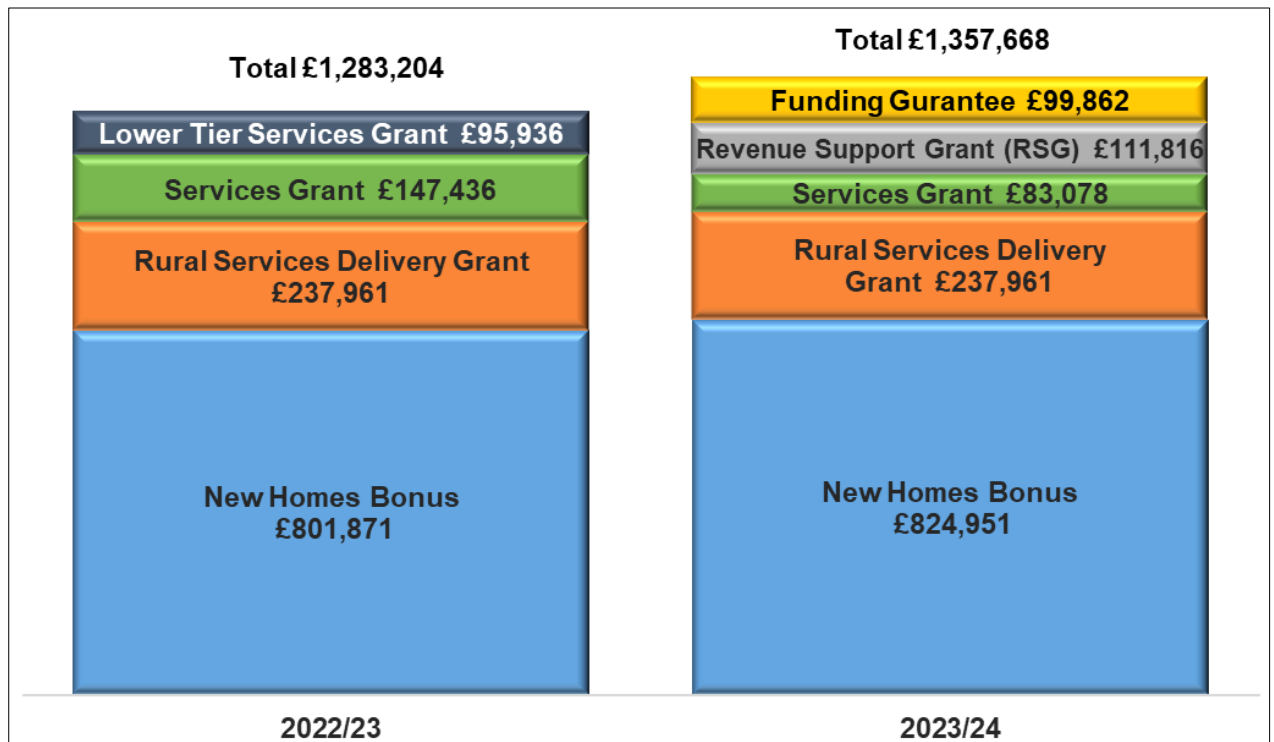 Total £1,283,204
Lower Tier Services Grant £95,936
Services Grant £147,436
Rural Services Delivery Grant
£237,961
New Homes Bonus
£801,871
2022/23
Total £1,357,668
Funding Gurantee £99,862
Revenue Support Grant (RSG) £111,816
Services Grant £83,078
Rural Services Delivery
Grant £237,961
New Homes Bonus
£824,951
2023/24